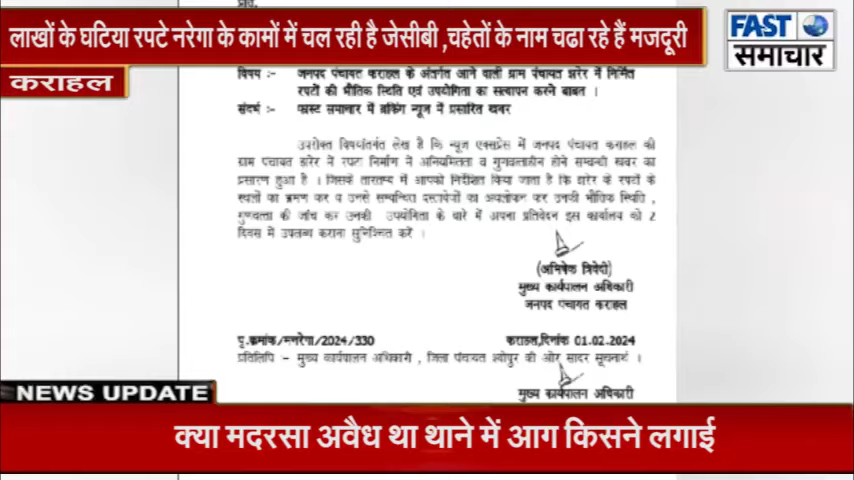 प्रति,
लाखों के घटिया रपटे नरेगा के कामों में चल रही है जेसीबी ,चहेतों के नाम चढा रहे हैं मजदूरी
FAST
समाचार
कराहल
विषय :- जनपद पंचायत कराहल के अंतर्गत आने वाली ग्राम पंचायत झरेर में निर्मित
रपटों की भौतिक स्थिति एवं उपयोगिता का सत्यापन करने बाबत ।
संदर्भ :- फास्ट समाचार में ब्रेकिंग न्यूज में प्रसारित खबर
उपरोक्त विषयांतर्गत लेख है कि न्यूज एक्सप्रेस में जनपद पंचायत कराहल की
ग्राम पंचायत झरेर में रपटा निर्माण में अनियमितता व गुणवत्ताहीन होने सम्बन्धी खबर का
प्रसारण हुआ है । जिसके तारतम्य में आपको निर्देशित किया जाता है कि झरेर के रपटों के
स्थलों का भ्रमण कर व उनसे सम्बन्धित दस्तावेजों का अवलोकन कर उनकी भौतिक स्थिति ,
गुणवत्ता की जाँच कर उनकी उपयोगिता के बारे में अपना प्रतिवेदन इस कार्यालय को 2
दिवस में उपलब्ध कराना सुनिश्चित करें ।
(अभिषेक त्रिवेदी)
मुख्य कार्यपालन अधिकारी
जनपद पंचायत कराहल
पृ.क्रमांक/मनरेगा/2024/330 कराहल,दिनांक 01.02.2024
प्रतिलिपि – मुख्य कार्यपालन अधिकारी , जिला पंचायत श्योपुर की ओर सादर सूचनार्थ ।
मुख्य कार्यपालन अधिकारी
NEWS UPDATE
क्या मदरसा अवैध था थाने में आग किसने लगाई